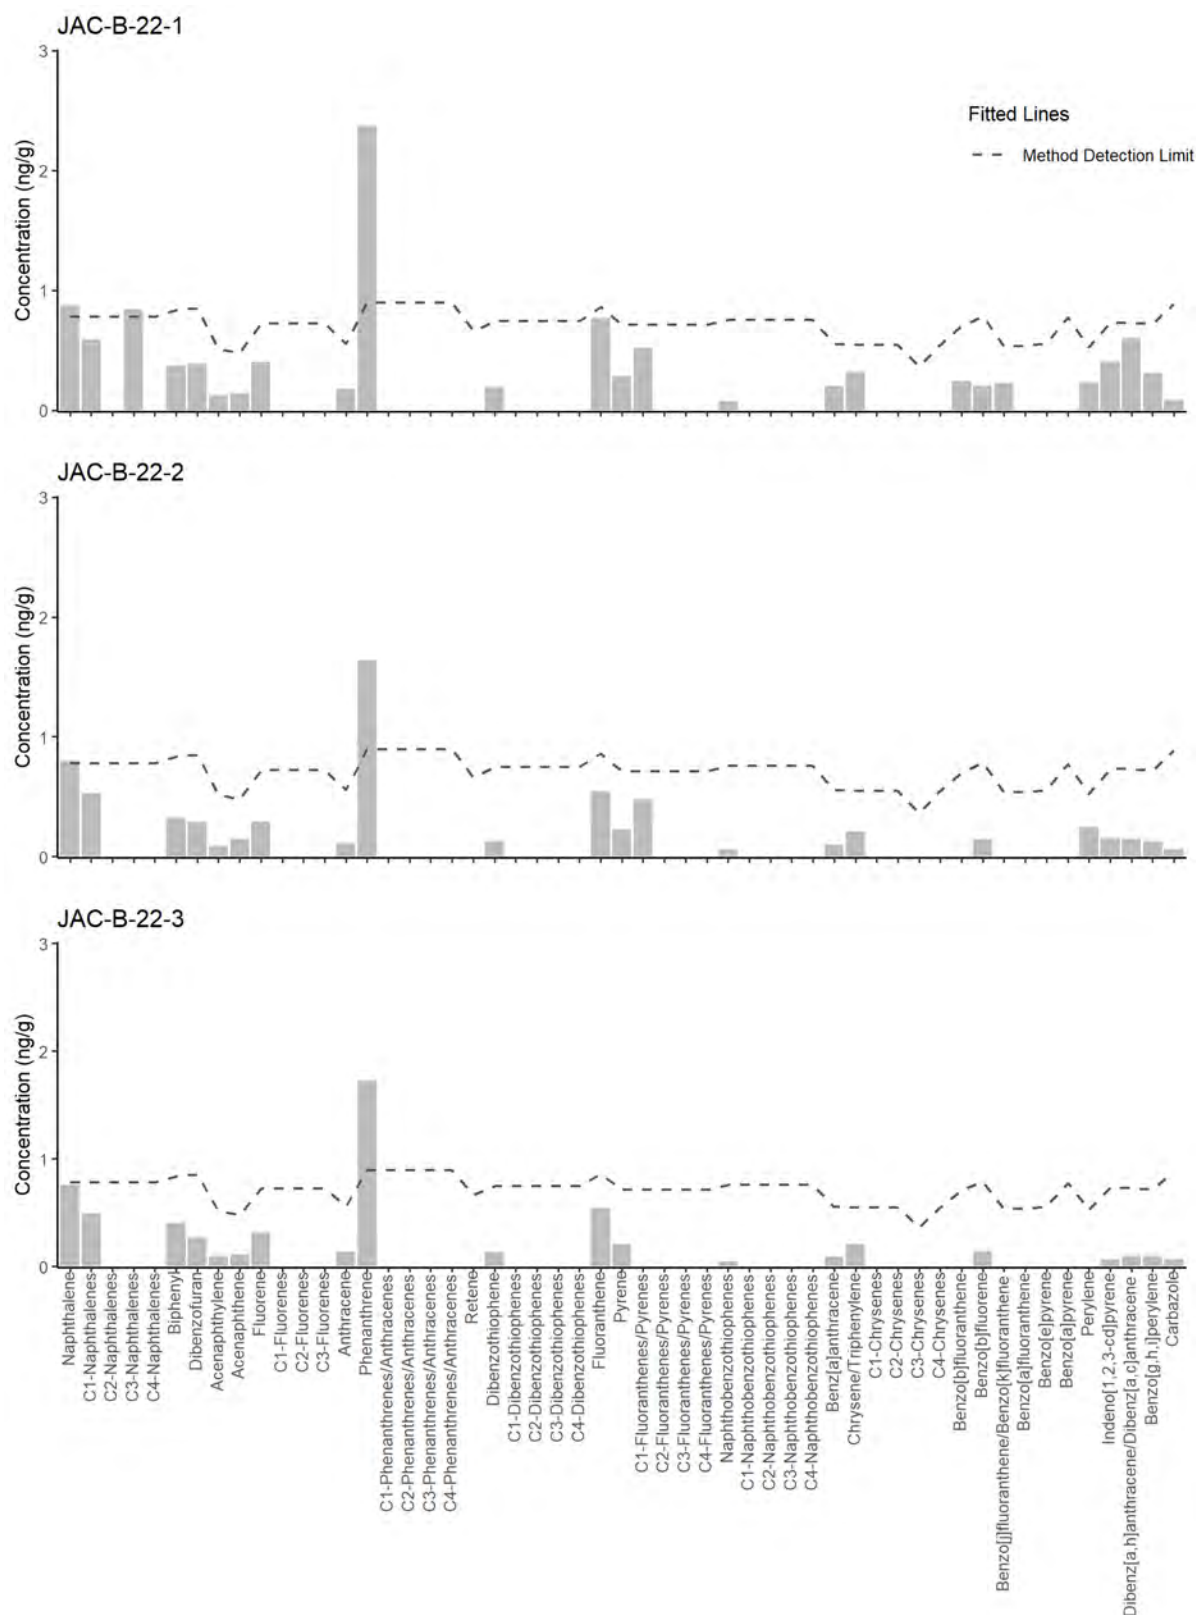 JAC-B-22-1
Concentration (ng/g)
3
2
1
0
Fitted Lines
Method Detection Limit
JAC-B-22-2
Concentration (ng/g)
3
2
1
0
JAC-B-22-3
Concentration (ng/g)
3
2
1
0
Naphthalene
C1-Naphthalenes
C2-Naphthalenes
C3-Naphthalenes
C4-Naphthalenes
Biphenyl
Dibenzofuran
Acenaphthylene
Acenaphthene
Fluorene
C1-Fluorenes
C2-Fluorenes
C3-Fluorenes
Anthracene
Phenanthrene
C1-Phenanthrenes/Anthracenes
C2-Phenanthrenes/Anthracenes
C3-Phenanthrenes/Anthracenes
C4-Phenanthrenes/Anthracenes
Retene
Dibenzothiophene
C1-Dibenzothiophenes
C2-Dibenzothiophenes
C3-Dibenzothiophenes
C4-Dibenzothiophenes
Fluoranthene
Pyrene
C1-Fluoranthenes/Pyrenes
C2-Fluoranthenes/Pyrenes
C3-Fluoranthenes/Pyrenes
C4-Fluoranthenes/Pyrenes
Naphthobenzothiophenes
C1-Naphthobenzothiophenes
C2-Naphthobenzothiophenes
C3-Naphthobenzothiophenes
C4-Naphthobenzothiophenes
Benz[a]anthracene
Chrysene/Triphenylene
C1-Chrysenes
C2-Chrysenes
C3-Chrysenes
C4-Chrysenes
Benzo[b]fluoranthene
Benzo[b]fluorene
Benzo[j]fluoranthene/Benzo[k]fluoranthene
Benzo[a]fluoranthene
Benzo[e]pyrene
Benzo[a]pyrene
Perylene
Indeno[1,2,3-cd]pyrene
Dibenz[a,h]anthracene/Dibenz[a,c]anthracene
Benzo[g,h,i]perylene
Carbazole